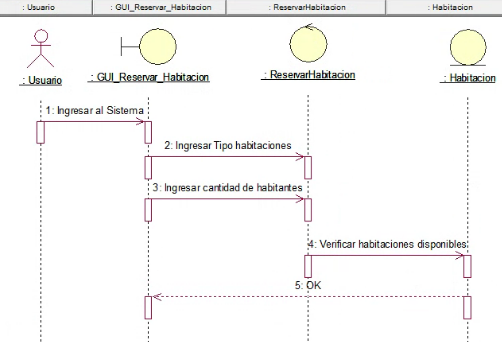 : Usuario
: GUI_Reservar_Habitacion
: ReservarHabitacion
: Habitacion
: Usuario
: GUI_Reservar_Habitacion
: ReservarHabitacion
: Habitacion
1: Ingresar al Sistema
2: Ingresar Tipo habitaciones
3: Ingresar cantidad de habitantes
4: Verificar habitaciones disponibles
5: OK